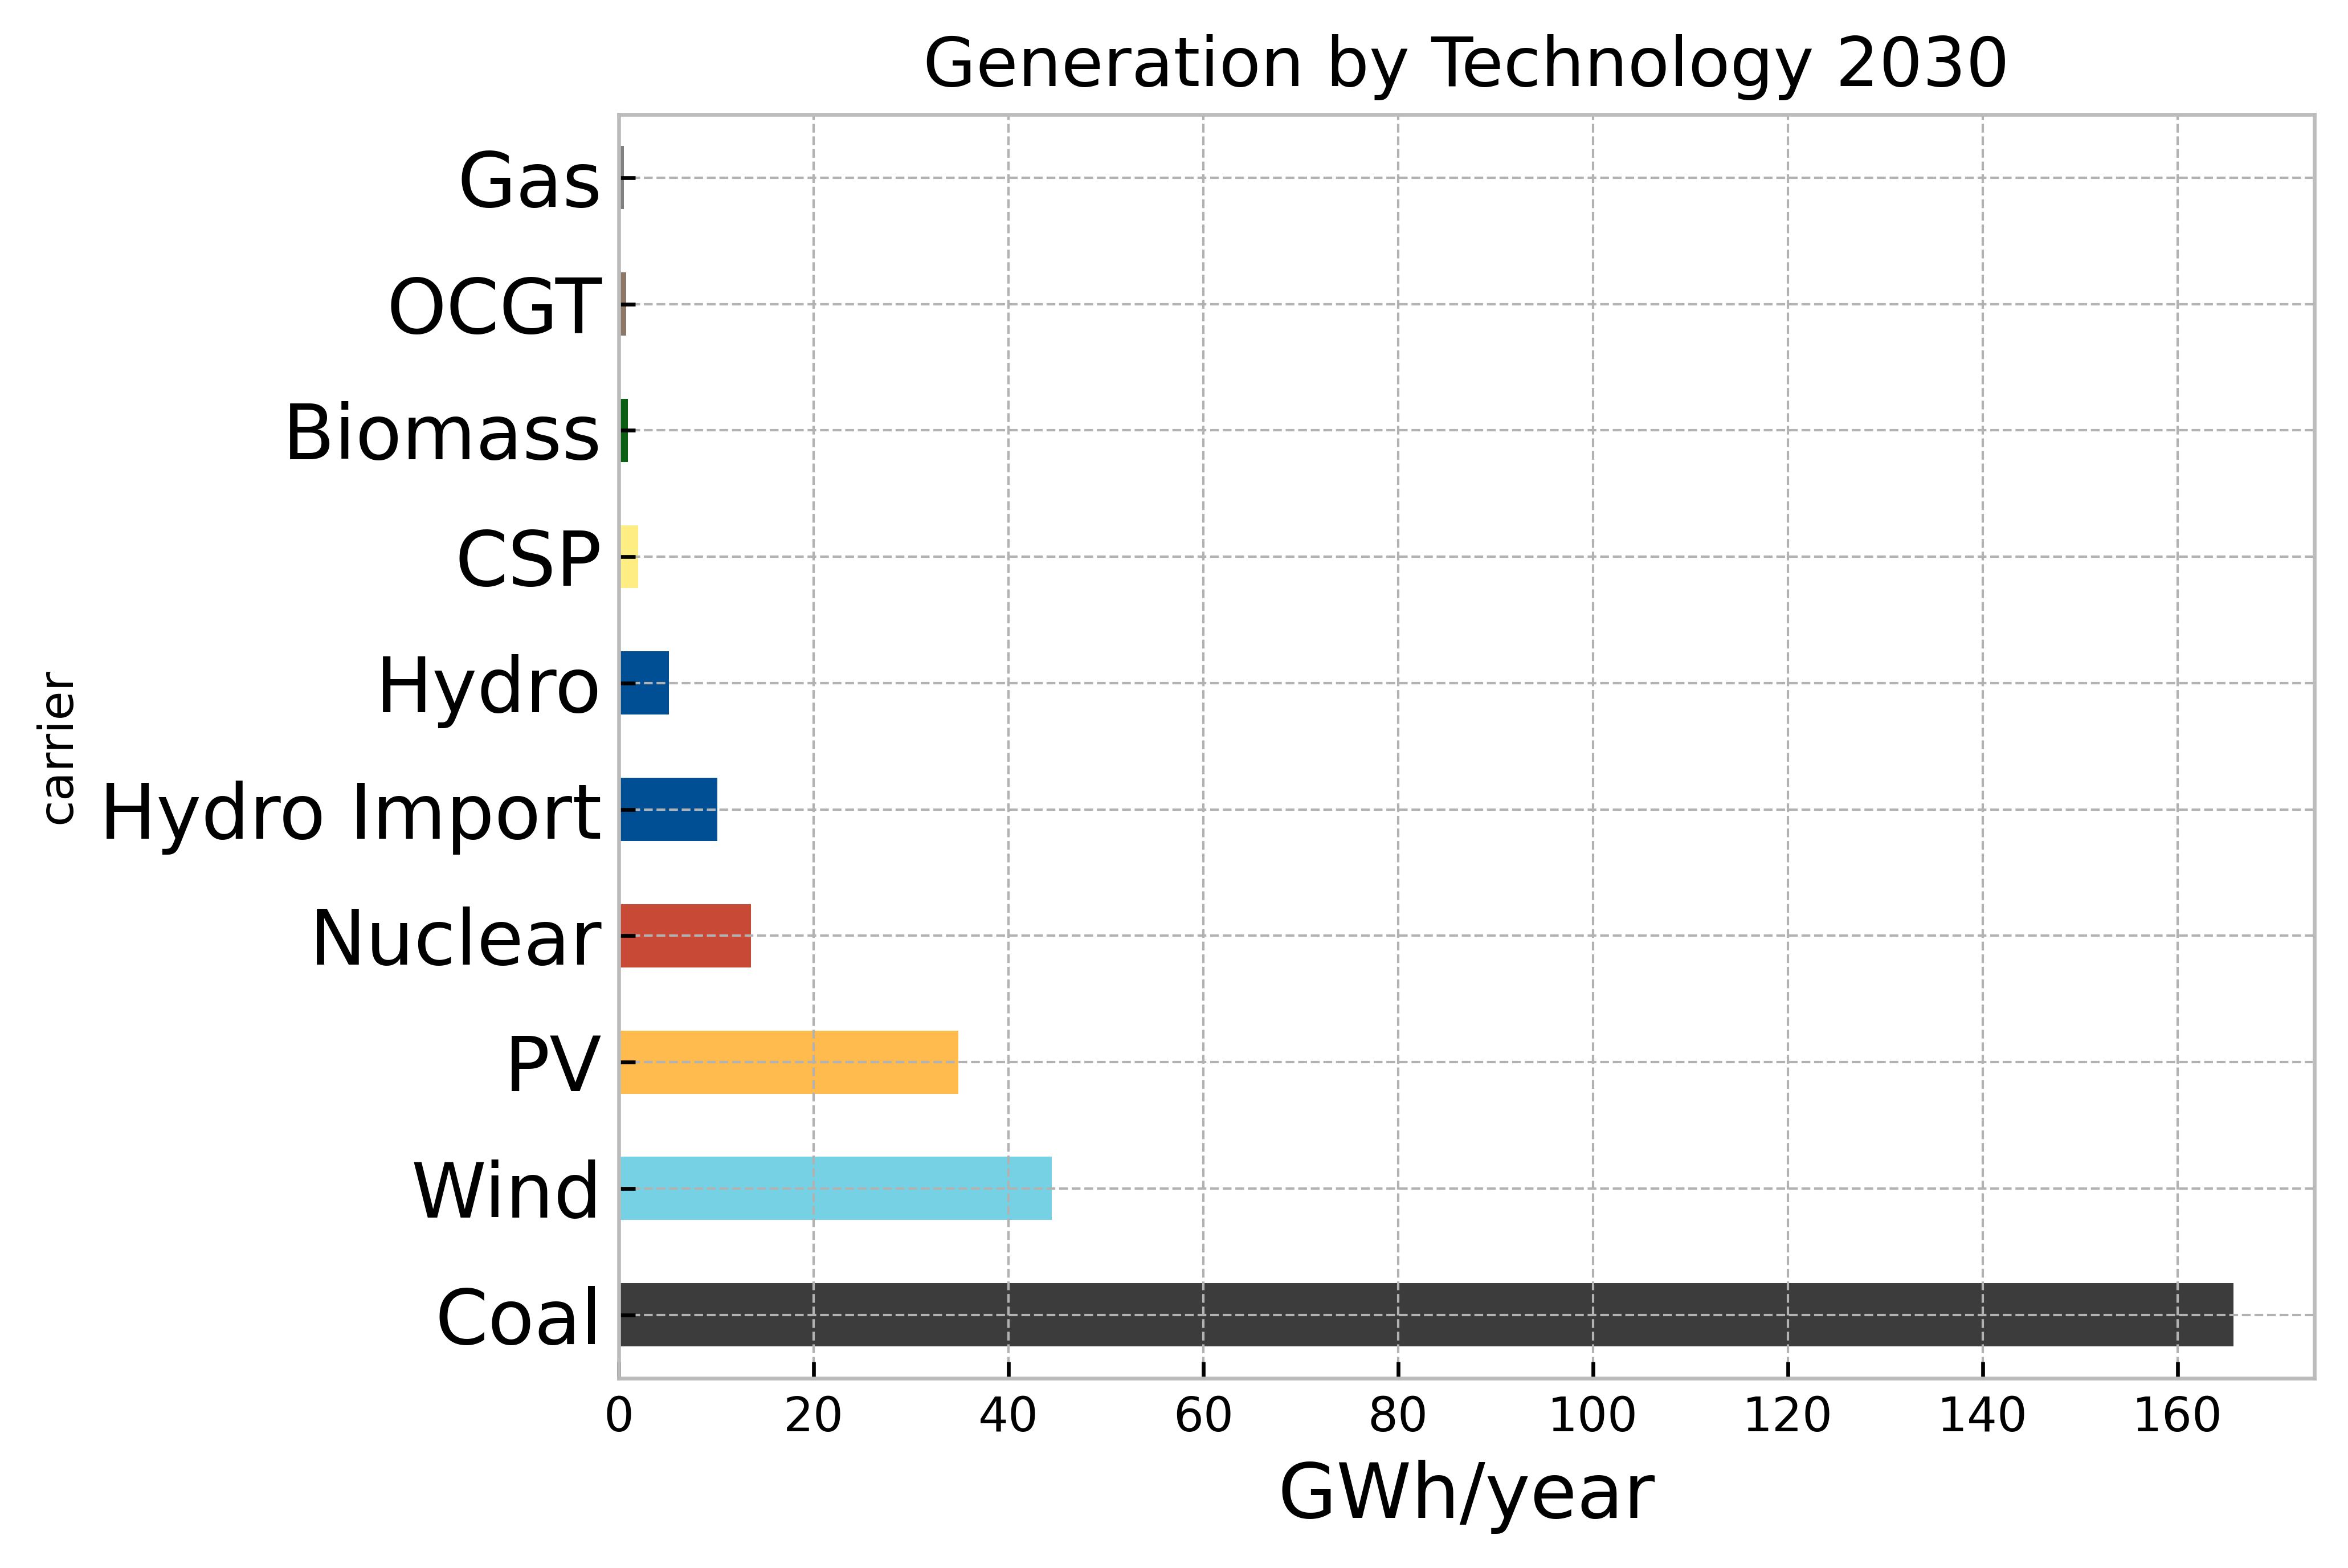 Generation by Technology 2030
Gas
OCGT
Biomass
CSP
Hydro
Hydro Import
Nuclear
PV
Wind
Coal
carrier
0 20 40 60 80 100 120 140 160
GWh/year